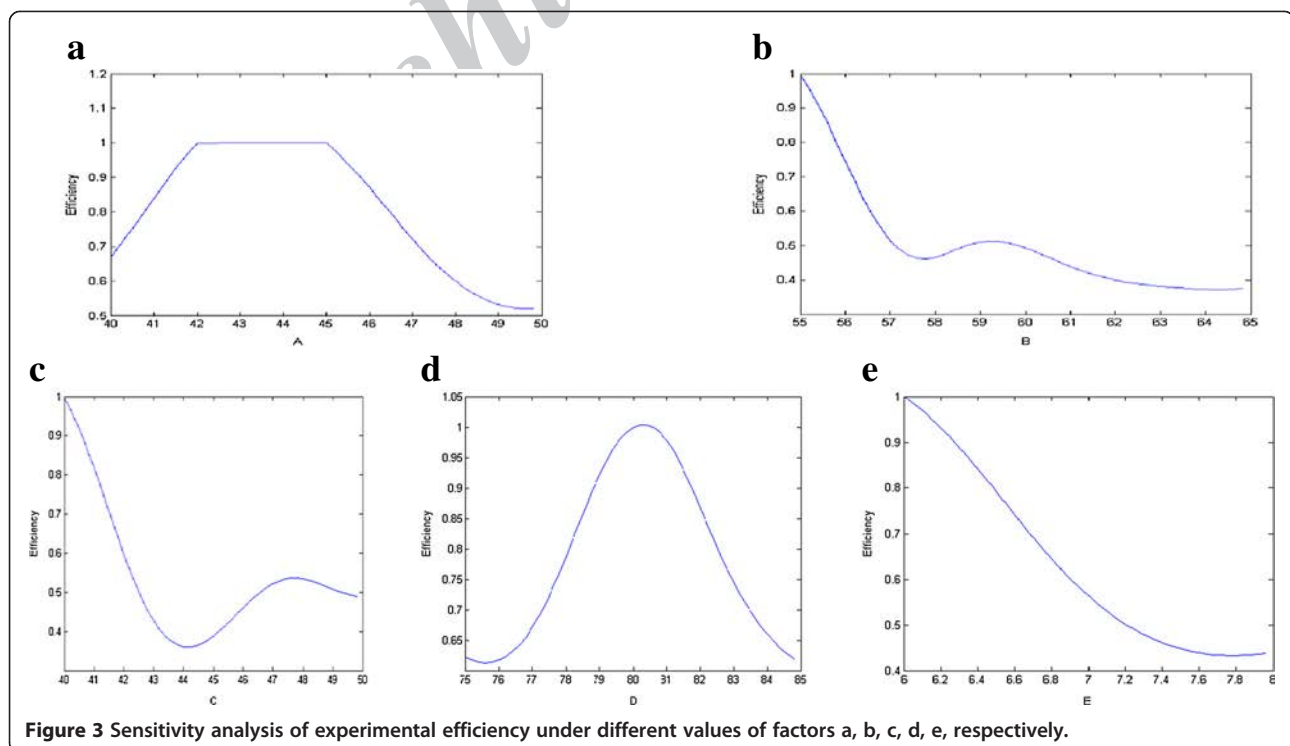 a
1.2
1.1
1
0.9
0.8
0.7
0.6
0.5
Efficiency
40 41 42 43 44 45 46 47 48 49 50
A
b
1
0.9
0.8
0.7
0.6
0.5
0.4
Efficiency
55 56 57 58 59 60 61 62 63 64 65
B
c
1
0.9
0.8
0.7
0.6
0.5
0.4
Efficiency
40 41 42 43 44 45 46 47 48 49 50
C
d
1.05
1
0.95
0.9
0.85
0.8
0.75
0.7
0.65
Efficiency
75 76 77 78 79 80 81 82 83 84 85
D
e
1
0.9
0.8
0.7
0.6
0.5
0.4
Efficiency
6 6.2 6.4 6.6 6.8 7 7.2 7.4 7.6 7.8 8
E
Figure 3 Sensitivity analysis of experimental efficiency under different values of factors a, b, c, d, e, respectively.